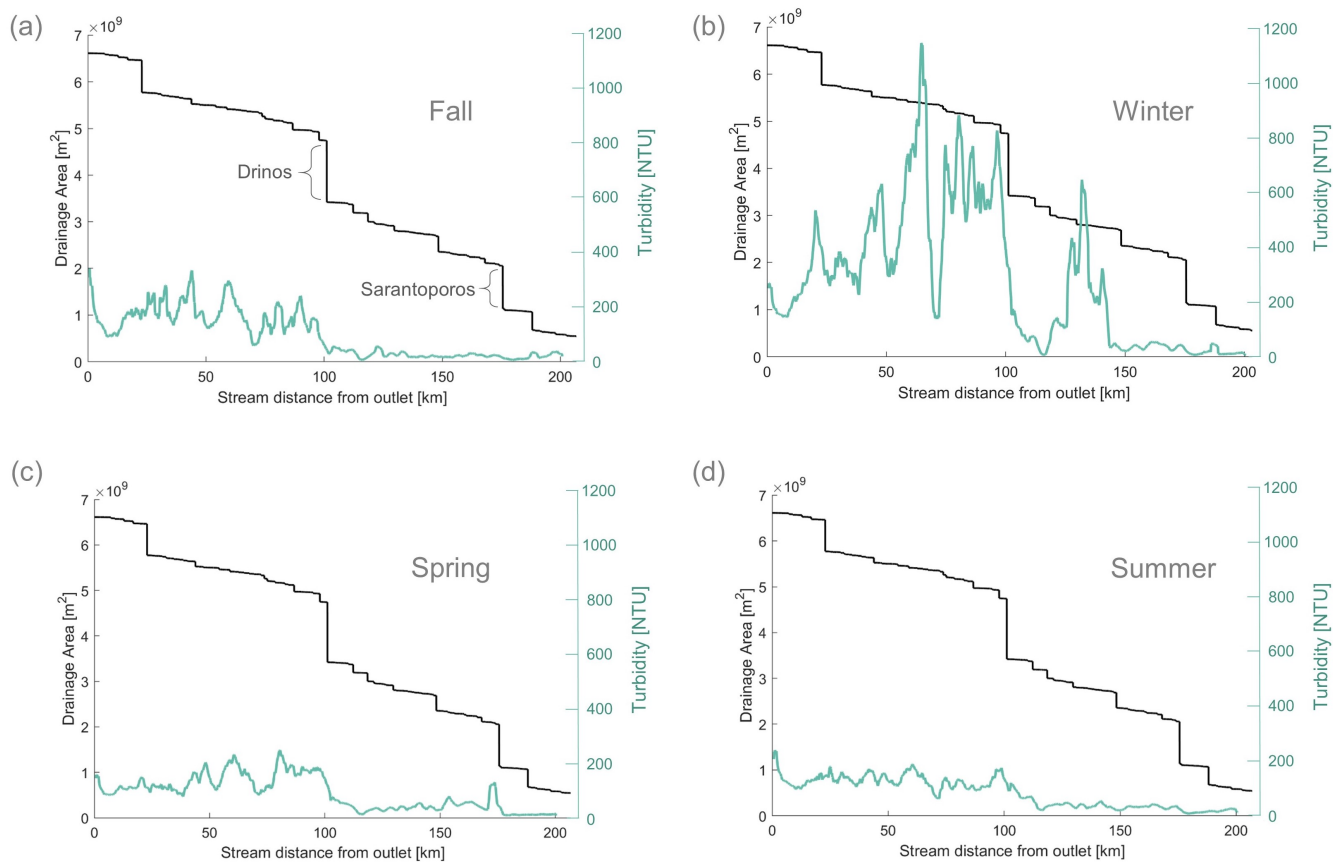 (a)
×10⁹
7
6
5
4
3
2
1
0
Drainage Area [m²]
1200
1000
800
600
400
200
0
Turbidity [NTU]
Fall
Drinos
Sarantoporos
0 50 100 150 200
Stream distance from outlet [km]
(b)
×10⁹
7
6
5
4
3
2
1
0
Drainage Area [m²]
1200
1000
800
600
400
200
0
Turbidity [NTU]
Winter
0 50 100 150 200
Stream distance from outlet [km]
(c)
×10⁹
7
6
5
4
3
2
1
0
Drainage Area [m²]
1200
1000
800
600
400
200
0
Turbidity [NTU]
Spring
0 50 100 150 200
Stream distance from outlet [km]
(d)
×10⁹
7
6
5
4
3
2
1
0
Drainage Area [m²]
1200
1000
800
600
400
200
0
Turbidity [NTU]
Summer
0 50 100 150 200
Stream distance from outlet [km]